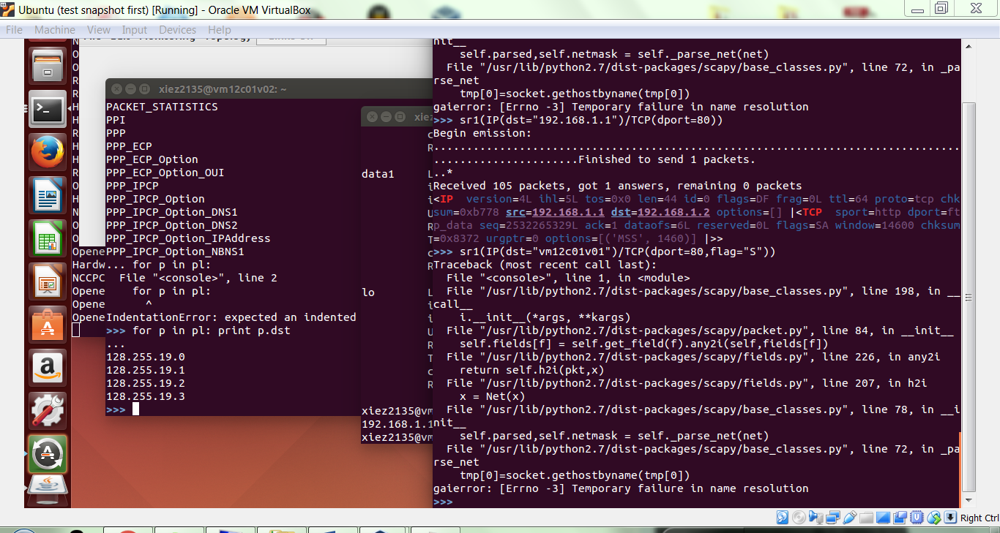 Ubuntu (test snapshot first) [Running] - Oracle VM VirtualBox
File Machine View Input Devices Help
xiez2135@vm12c01v02: ~
PACKET_STATISTICS
PPI
PPP
PPP_ECP
PPP_ECP_Option
PPP_ECP_Option_OUI
PPP_IPCP
PPP_IPCP_Option
PPP_IPCP_Option_DNS1
PPP_IPCP_Option_DNS2
PPP_IPCP_Option_IPAddress
PPP_IPCP_Option_NBNS1
... for p in pl:
File "<console>", line 2
for p in pl:
^
IndentationError: expected an indented
>>> for p in pl: print p.dst
...
128.255.19.0
128.255.19.1
128.255.19.2
128.255.19.3
>>>
Opene
Hardw
NCCPC
Opene
Opene
Opene
xiez
data1
lo
xiez2135@vm
192.168.1.1
xiez2135@vm
nit__
self.parsed,self.netmask = self._parse_net(net)
File "/usr/lib/python2.7/dist-packages/scapy/base_classes.py", line 72, in _pa
rse_net
tmp[0]=socket.gethostbyname(tmp[0])
gaierror: [Errno -3] Temporary failure in name resolution
>>> sr1(IP(dst="192.168.1.1")/TCP(dport=80))
Begin emission:
................................................................................
......................Finished to send 1 packets.
..*
Received 105 packets, got 1 answers, remaining 0 packets
<IP version=4L ihl=5L tos=0x0 len=44 id=0 flags=DF frag=0L ttl=64 proto=tcp chk
sum=0xb778 src=192.168.1.1 dst=192.168.1.2 options=[] |<TCP sport=http dport=ft
p_data seq=2532265329L ack=1 dataofs=6L reserved=0L flags=SA window=14600 chksum
=0x8372 urgptr=0 options=[('MSS', 1460)] |>>
>>> sr1(IP(dst="vm12c01v01")/TCP(dport=80,flag="S"))
Traceback (most recent call last):
File "<console>", line 1, in <module>
File "/usr/lib/python2.7/dist-packages/scapy/base_classes.py", line 198, in __
call__
i.__init__(*args, **kargs)
File "/usr/lib/python2.7/dist-packages/scapy/packet.py", line 84, in __init__
self.fields[f] = self.get_field(f).any2i(self,fields[f])
File "/usr/lib/python2.7/dist-packages/scapy/fields.py", line 226, in any2i
return self.h2i(pkt,x)
File "/usr/lib/python2.7/dist-packages/scapy/fields.py", line 207, in h2i
x = Net(x)
File "/usr/lib/python2.7/dist-packages/scapy/base_classes.py", line 78, in __i
nit__
self.parsed,self.netmask = self._parse_net(net)
File "/usr/lib/python2.7/dist-packages/scapy/base_classes.py", line 72, in _pa
rse_net
tmp[0]=socket.gethostbyname(tmp[0])
gaierror: [Errno -3] Temporary failure in name resolution
>>>
Right Ctrl